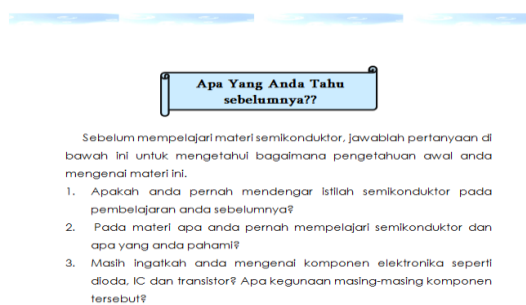 Apa Yang Anda Tahu
sebelumnya??
Sebelum mempelajari materi semikonduktor, jawablah pertanyaan di
bawah ini untuk mengetahui bagaimana pengetahuan awal anda
mengenai materi ini.
1. Apakah anda pernah mendengar istilah semikonduktor pada
pembelajaran anda sebelumnya?
2. Pada materi apa anda pernah mempelajari semikonduktor dan
apa yang anda pahami?
3. Masih ingatkah anda mengenai komponen elektronika seperti
dioda, IC dan transistor? Apa kegunaan masing-masing komponen
tersebut?